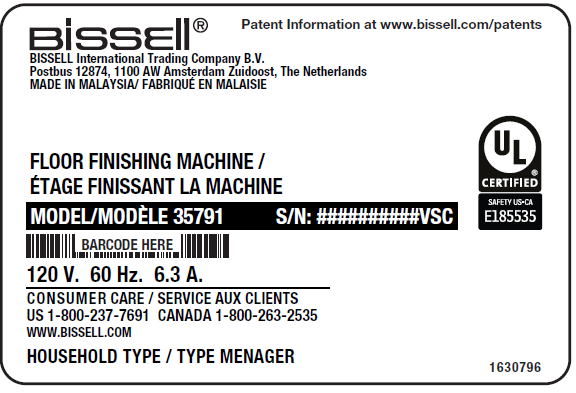 BISSELL®
Patent Information at www.bissell.com/patents
BISSELL International Trading Company B.V.
Postbus 12874, 1100 AW Amsterdam Zuidoost, The Netherlands
MADE IN MALAYSIA/ FABRIQUÉ EN MALAISIE
FLOOR FINISHING MACHINE /
ÉTAGE FINISSANT LA MACHINE
MODEL/MODÈLE 35791 S/N: ##########VSC
BARCODE HERE
120 V. 60 Hz. 6.3 A.
CONSUMER CARE / SERVICE AUX CLIENTS
US 1-800-237-7691 CANADA 1-800-263-2535
WWW.BISSELL.COM
HOUSEHOLD TYPE / TYPE MENAGER
UL®
CERTIFIED
SAFETY US•CA
E185535
1630796